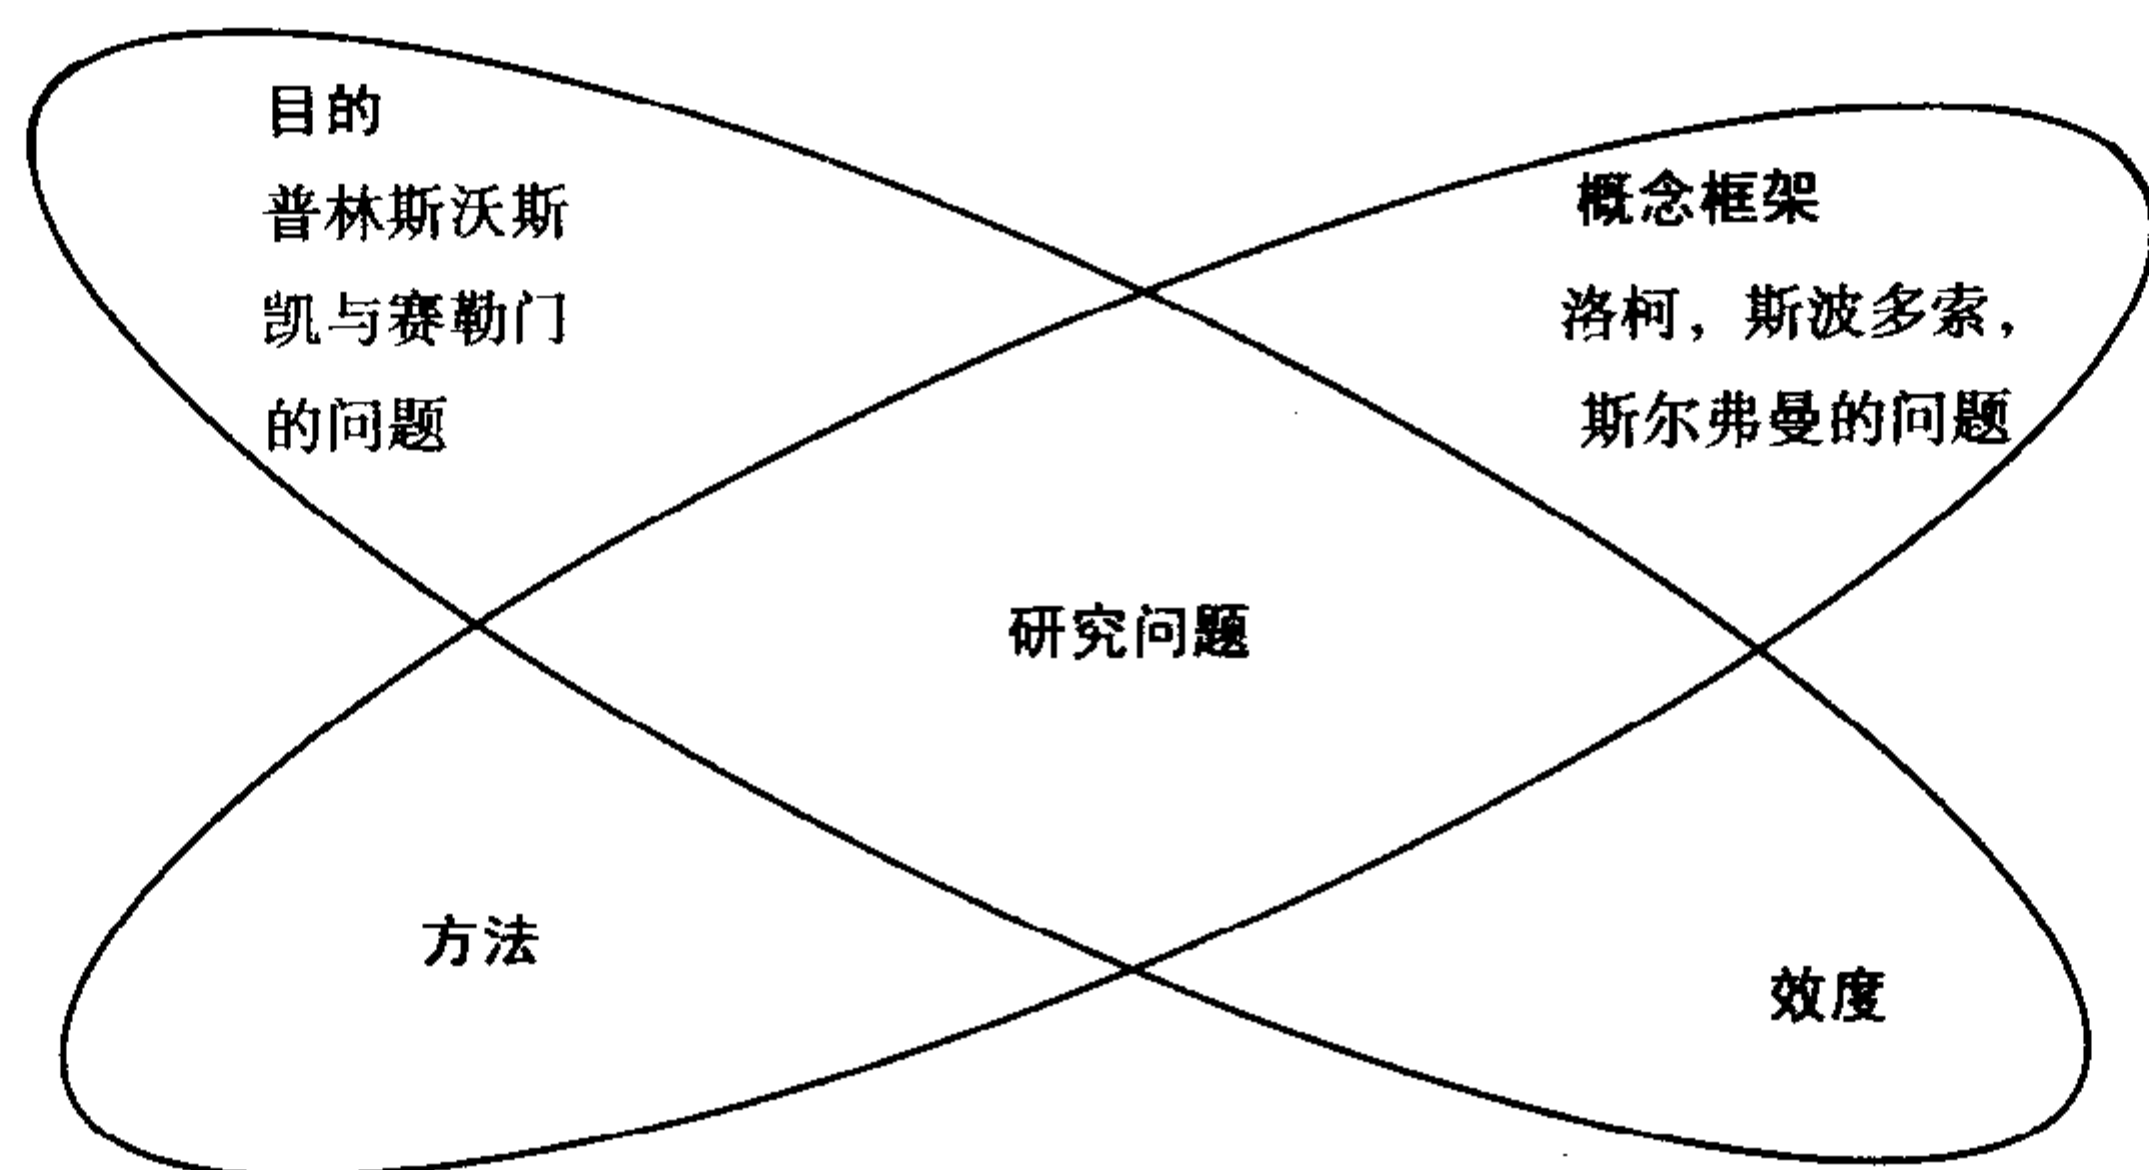 目的
普林斯沃斯
凯与赛勒门
的问题
概念框架
洛柯，斯波多索，
斯尔弗曼的问题
研究问题
方法
效度